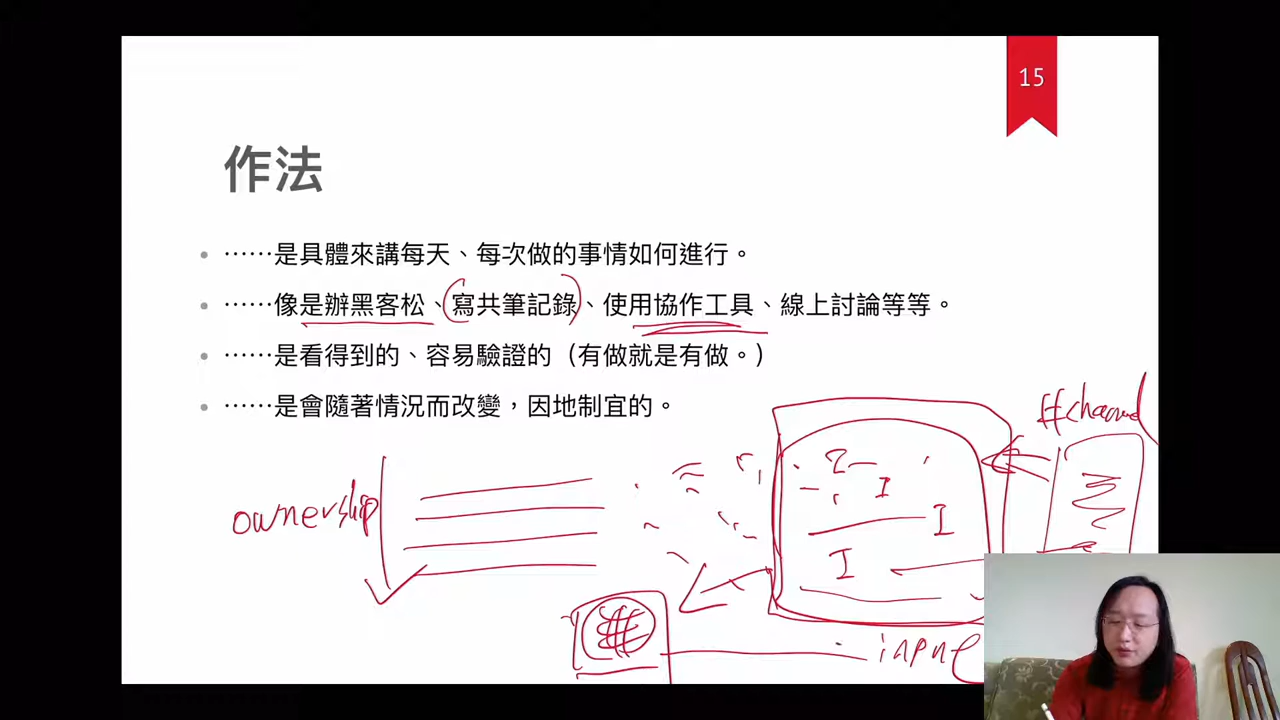 15
作法
• ……是具體來講每天、每次做的事情如何進行。
• ……像是辦黑客松、寫共筆記錄、使用協作工具、線上討論等等。
• ……是看得到的、容易驗證的（有做就是有做。）
• ……是會隨著情況而改變，因地制宜的。
#channel
ownership